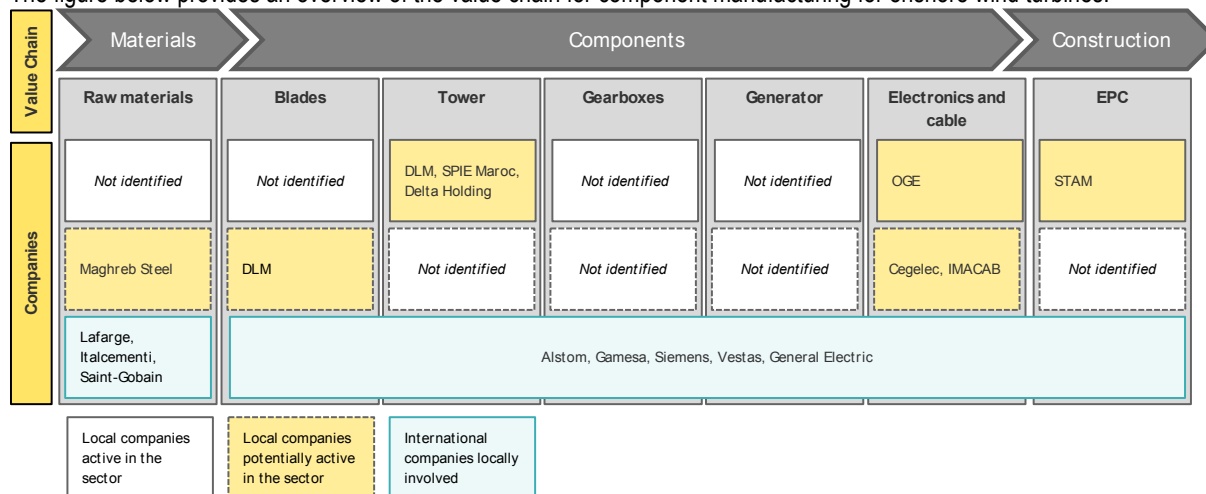 The figure below provides an overview of the value chain for component manufacturing for onshore wind turbines.
Value Chain
Materials
Components
Construction
Raw materials
Blades
Tower
Gearboxes
Generator
Electronics and
cable
EPC
Companies
Not identified
Not identified
DLM, SPIE Maroc,
Delta Holding
Not identified
Not identified
OGE
STAM
Maghreb Steel
DLM
Not identified
Not identified
Not identified
Cegelec, IMACAB
Not identified
Lafarge,
Italcementi,
Saint-Gobain
Alstom, Gamesa, Siemens, Vestas, General Electric
Local companies
active in the
sector
Local companies
potentially active
in the sector
International
companies locally
involved